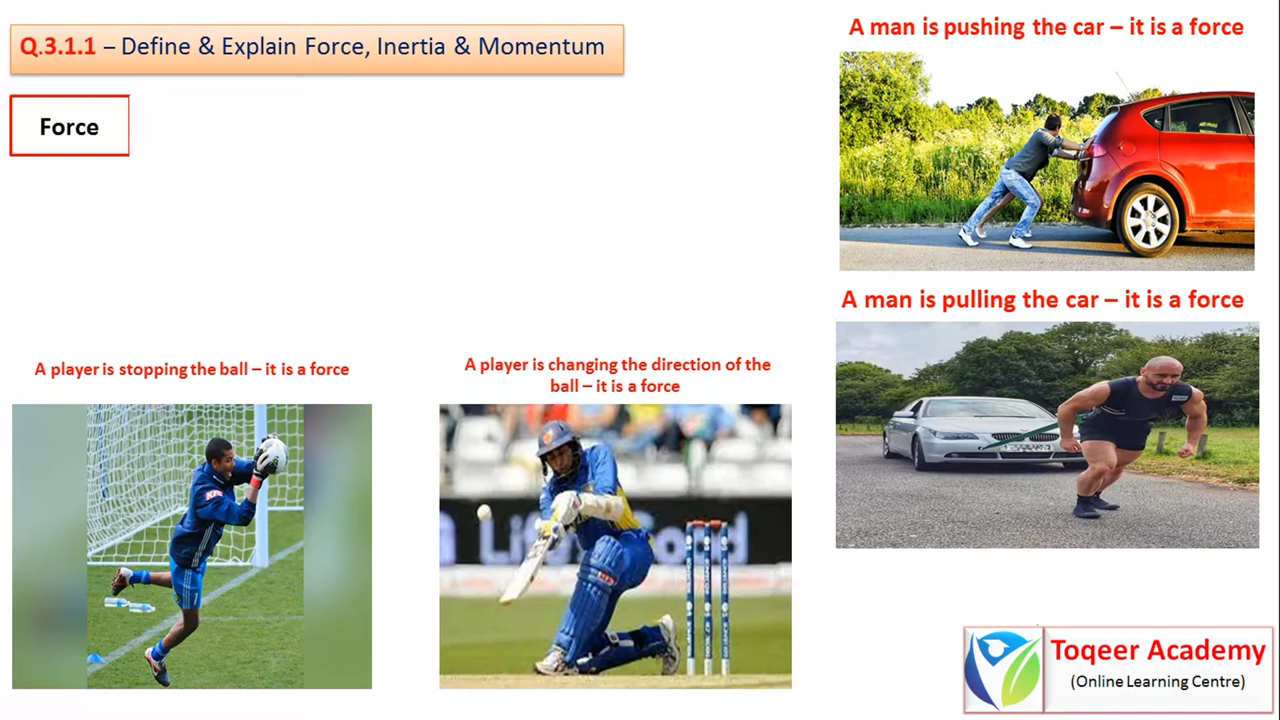 Q.3.1.1 – Define & Explain Force, Inertia & Momentum
Force
A man is pushing the car – it is a force
A man is pulling the car – it is a force
A player is stopping the ball – it is a force
A player is changing the direction of the
ball – it is a force
Toqeer Academy
(Online Learning Centre)